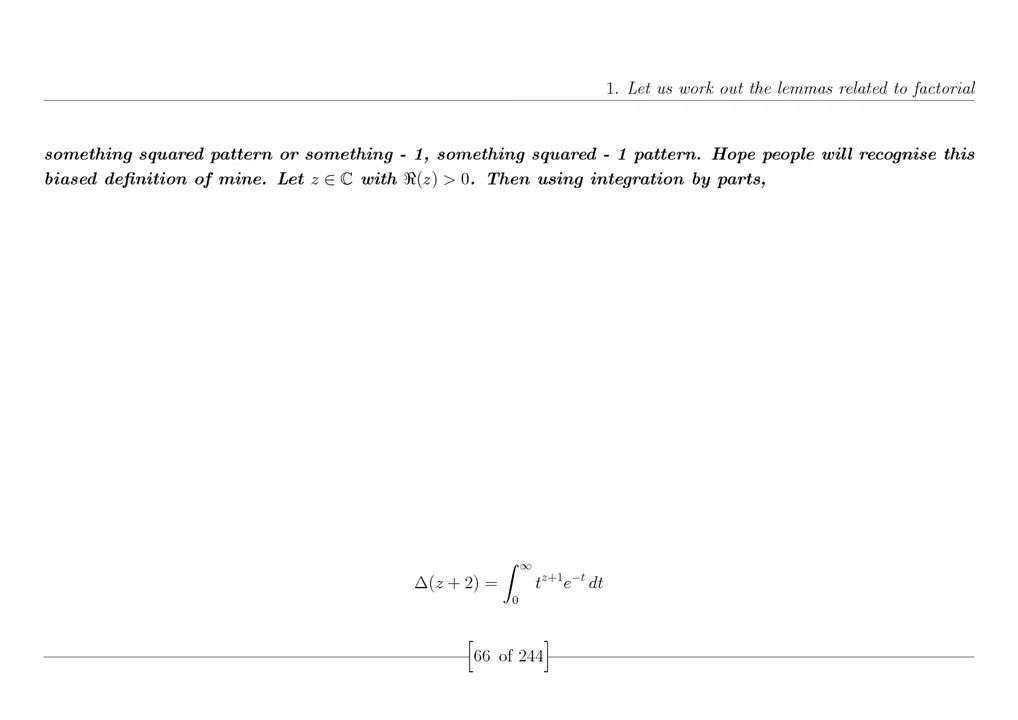 1. Let us work out the lemmas related to factorial
something squared pattern or something - 1, something squared - 1 pattern. Hope people will recognise this
biased definition of mine. Let z ∈ ℂ with ℜ(z) > 0. Then using integration by parts,
Δ(z + 2) = ∫₀^∞ t^{z+1} e^{−t} dt
[66 of 244]